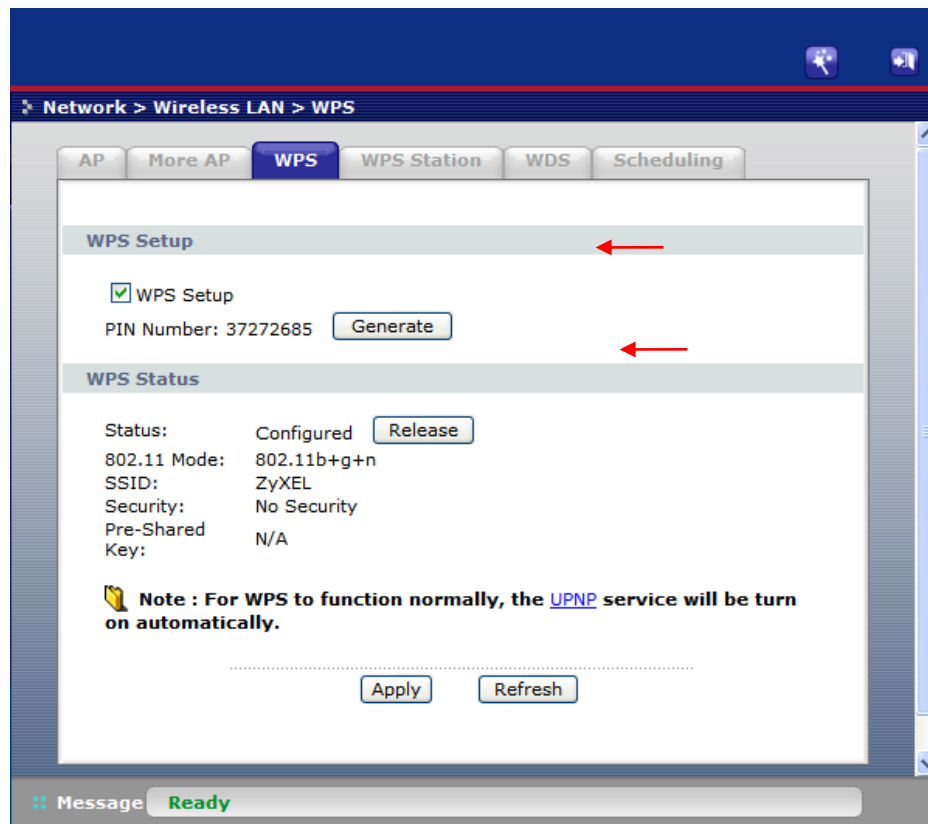 Network > Wireless LAN > WPS
AP More AP WPS WPS Station WDS Scheduling
WPS Setup
WPS Setup
PIN Number: 37272685 Generate
WPS Status
Status: Configured Release
802.11 Mode: 802.11b+g+n
SSID: ZyXEL
Security: No Security
Pre-Shared
Key: N/A
Note : For WPS to function normally, the UPNP service will be turn
on automatically.
Apply Refresh
Message Ready